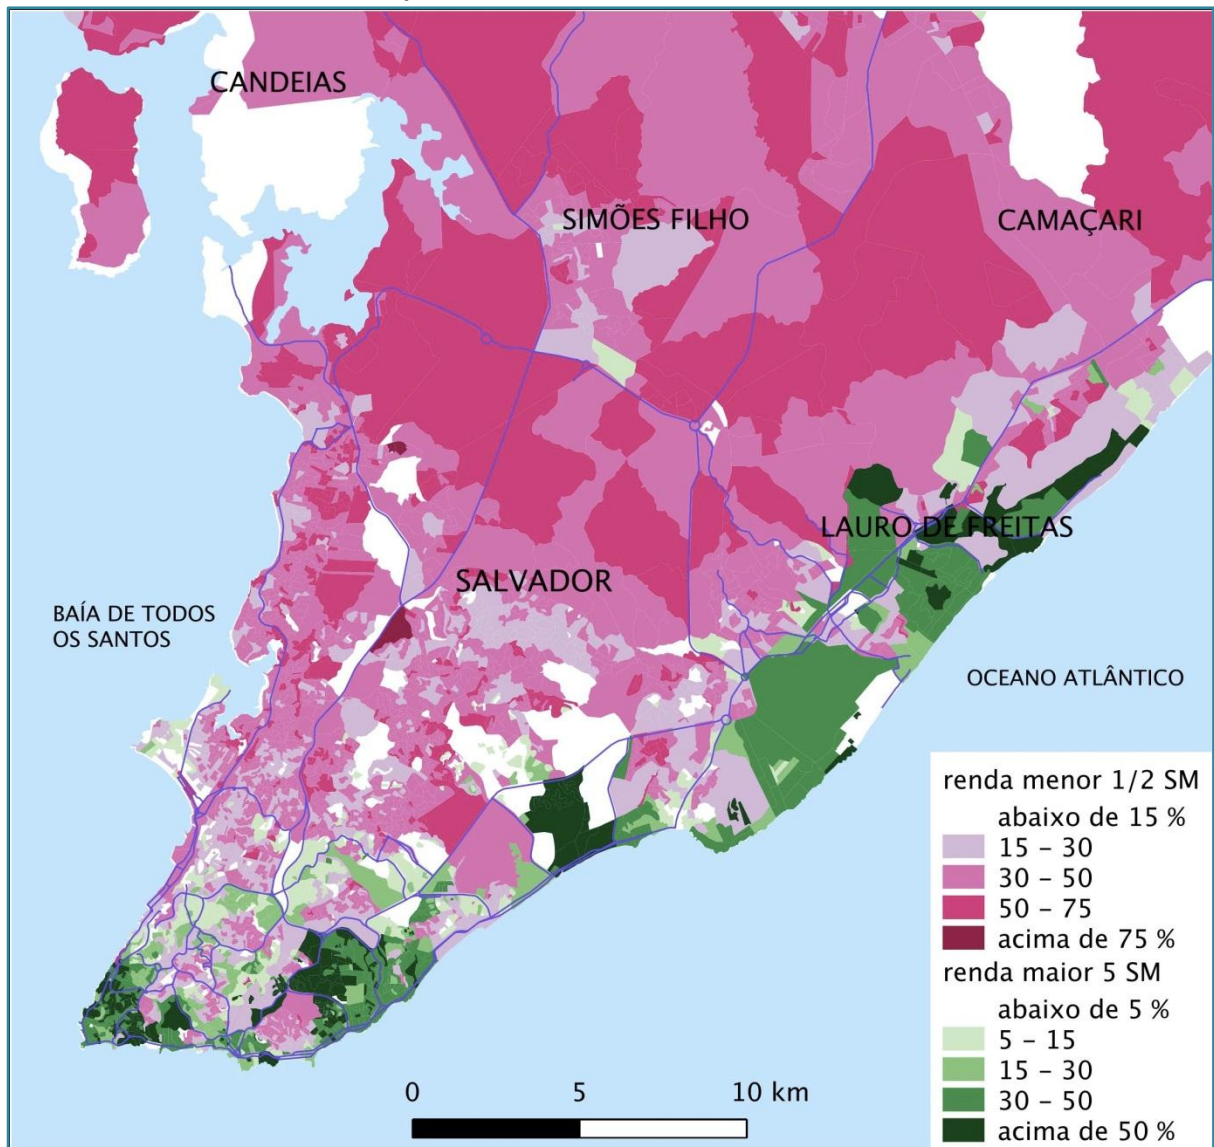 CANDEIAS
SIMÕES FILHO
CAMAÇARI
LAURO DE FREITAS
SALVADOR
BAÍA DE TODOS
OS SANTOS
OCEANO ATLÂNTICO
renda menor 1/2 SM
abaixo de 15 %
15 – 30
30 – 50
50 – 75
acima de 75 %
renda maior 5 SM
abaixo de 5 %
5 – 15
15 – 30
30 – 50
acima de 50 %
0 5 10 km